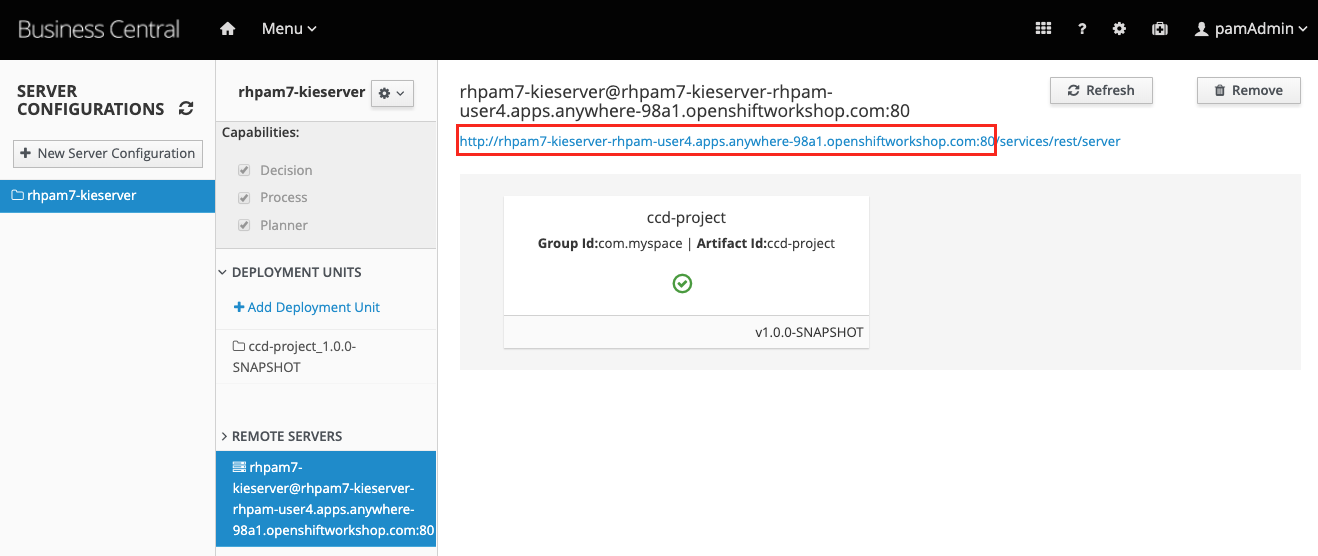 Business Central
Menu
?
pamAdmin
SERVER
CONFIGURATIONS
+ New Server Configuration
rhpam7-kieserver
rhpam7-kieserver
Capabilities:
Decision
Process
Planner
DEPLOYMENT UNITS
+ Add Deployment Unit
ccd-project_1.0.0-
SNAPSHOT
REMOTE SERVERS
rhpam7-
kieserver@rhpam7-kieserver-
rhpam-user4.apps.anywhere-
98a1.openshiftworkshop.com:80
rhpam7-kieserver@rhpam7-kieserver-rhpam-
user4.apps.anywhere-98a1.openshiftworkshop.com:80
Refresh
Remove
http://rhpam7-kieserver-rhpam-user4.apps.anywhere-98a1.openshiftworkshop.com:80/services/rest/server
ccd-project
Group Id:com.myspace | Artifact Id:ccd-project
v1.0.0-SNAPSHOT